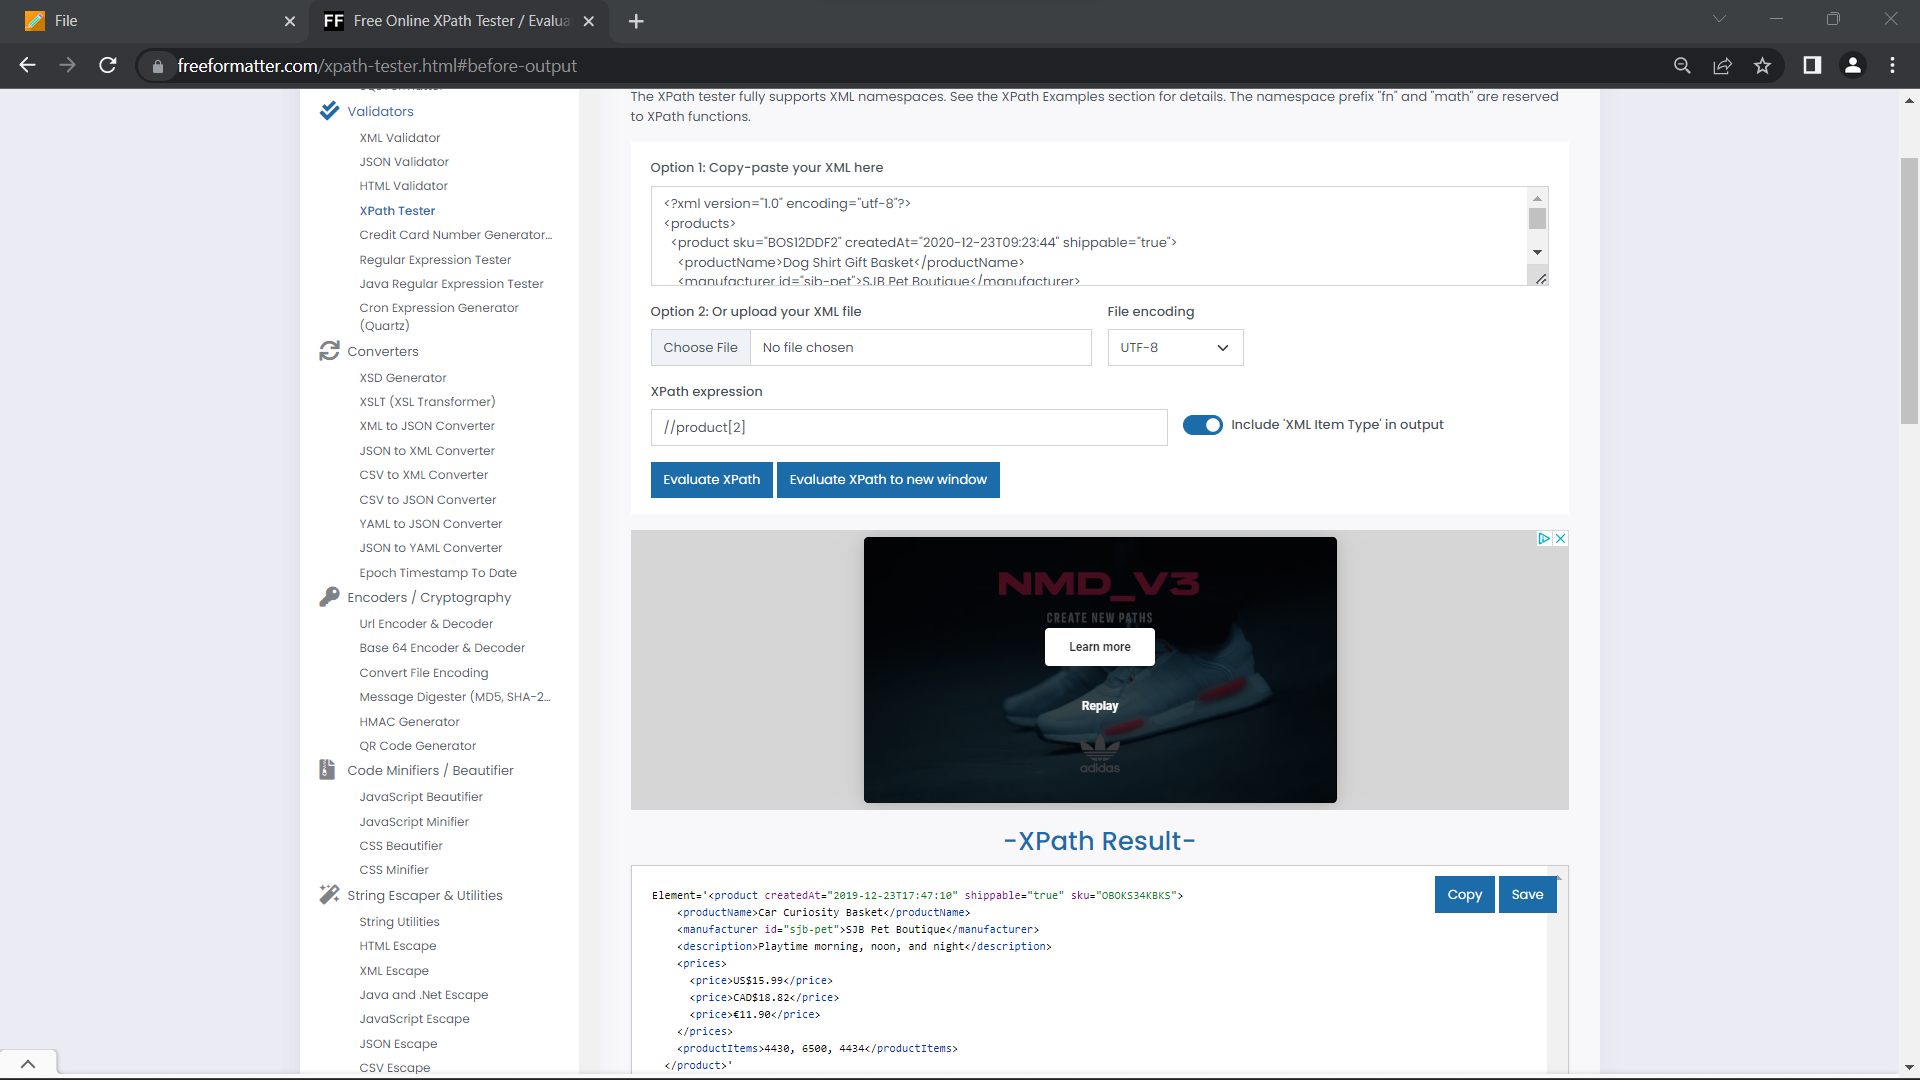 File
FF Free Online XPath Tester / Evalua
freeformatter.com/xpath-tester.html#before-output
Validators
XML Validator
JSON Validator
HTML Validator
XPath Tester
Credit Card Number Generator...
Regular Expression Tester
Java Regular Expression Tester
Cron Expression Generator
(Quartz)
Converters
XSD Generator
XSLT (XSL Transformer)
XML to JSON Converter
JSON to XML Converter
CSV to XML Converter
CSV to JSON Converter
YAML to JSON Converter
JSON to YAML Converter
Epoch Timestamp To Date
Encoders / Cryptography
Url Encoder & Decoder
Base 64 Encoder & Decoder
Convert File Encoding
Message Digester (MD5, SHA-2...
HMAC Generator
QR Code Generator
Code Minifiers / Beautifier
JavaScript Beautifier
JavaScript Minifier
CSS Beautifier
CSS Minifier
String Escaper & Utilities
String Utilities
HTML Escape
XML Escape
Java and .Net Escape
JavaScript Escape
JSON Escape
CSV Escape
The XPath tester fully supports XML namespaces. See the XPath Examples section for details. The namespace prefix "fn" and "math" are reserved
to XPath functions.
Option 1: Copy-paste your XML here
<?xml version="1.0" encoding="utf-8"?>
<products>
<product sku="BOS12DDF2" createdAt="2020-12-23T09:23:44" shippable="true">
<productName>Dog Shirt Gift Basket</productName>
<manufacturer id="sjb-pet">SJB Pet Boutique</manufacturer>
Option 2: Or upload your XML file
File encoding
Choose File No file chosen
UTF-8
XPath expression
//product[2]
Include 'XML Item Type' in output
Evaluate XPath
Evaluate XPath to new window
NMD_V3
CREATE NEW PATHS
Learn more
Replay
adidas
-XPath Result-
Copy
Save
Element='<product createdAt="2019-12-23T17:47:10" shippable="true" sku="OBOKS34KBKS">
<productName>Car Curiosity Basket</productName>
<manufacturer id="sjb-pet">SJB Pet Boutique</manufacturer>
<description>Playtime morning, noon, and night</description>
<prices>
<price>US$15.99</price>
<price>CAD$18.82</price>
<price>€11.90</price>
</prices>
<productItems>4430, 6500, 4434</productItems>
</product>'